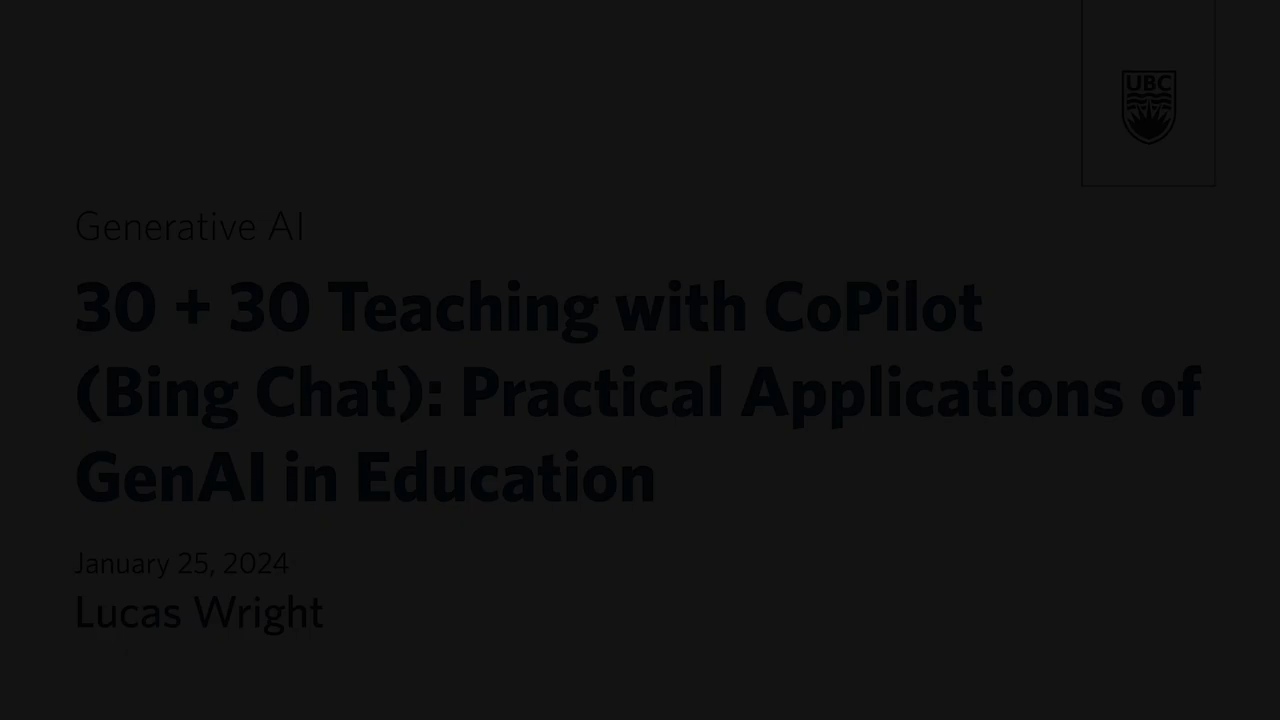 UBC
Generative AI
30 + 30 Teaching with CoPilot
(Bing Chat): Practical Applications of
GenAI in Education
January 25, 2024
Lucas Wright